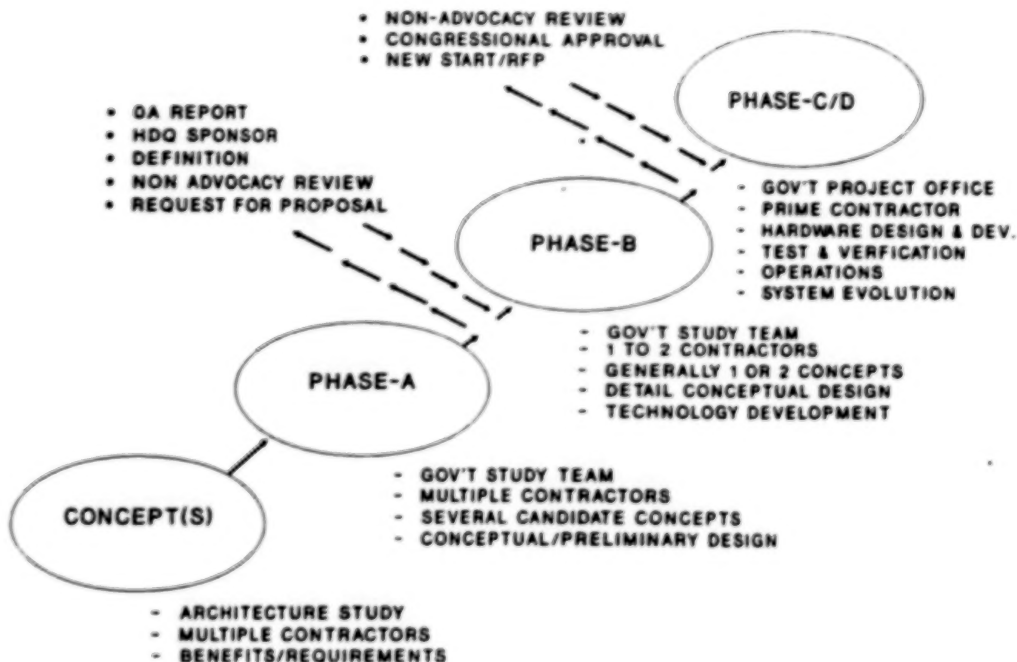 • NON-ADVOCACY REVIEW
• CONGRESSIONAL APPROVAL
• NEW START/RFP
PHASE-C/D
• OA REPORT
• HDQ SPONSOR
• DEFINITION
• NON ADVOCACY REVIEW
• REQUEST FOR PROPOSAL
- GOV'T PROJECT OFFICE
- PRIME CONTRACTOR
- HARDWARE DESIGN & DEV.
- TEST & VERFICATION
- OPERATIONS
- SYSTEM EVOLUTION
PHASE-B
- GOV'T STUDY TEAM
- 1 TO 2 CONTRACTORS
- GENERALLY 1 OR 2 CONCEPTS
- DETAIL CONCEPTUAL DESIGN
- TECHNOLOGY DEVELOPMENT
PHASE-A
- GOV'T STUDY TEAM
- MULTIPLE CONTRACTORS
- SEVERAL CANDIDATE CONCEPTS
- CONCEPTUAL/PRELIMINARY DESIGN
CONCEPT(S)
- ARCHITECTURE STUDY
- MULTIPLE CONTRACTORS
- BENEFITS/REQUIREMENTS